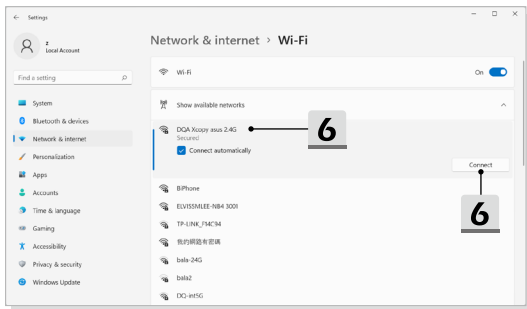 Settings
z
Local Account
Find a setting
System
Bluetooth & devices
Network & internet
Personalization
Apps
Accounts
Time & language
Gaming
Accessibility
Privacy & security
Windows Update
Network & internet > Wi-Fi
Wi-Fi
On
Show available networks
DQA Xcopy asus 2.4G
Secured
Connect automatically
6
Connect
6
BiPhone
ELVISSMLEE-NB4 3001
TP-LINK_F14C94
我的網路有密碼
bala-24G
bala2
DQ-int5G